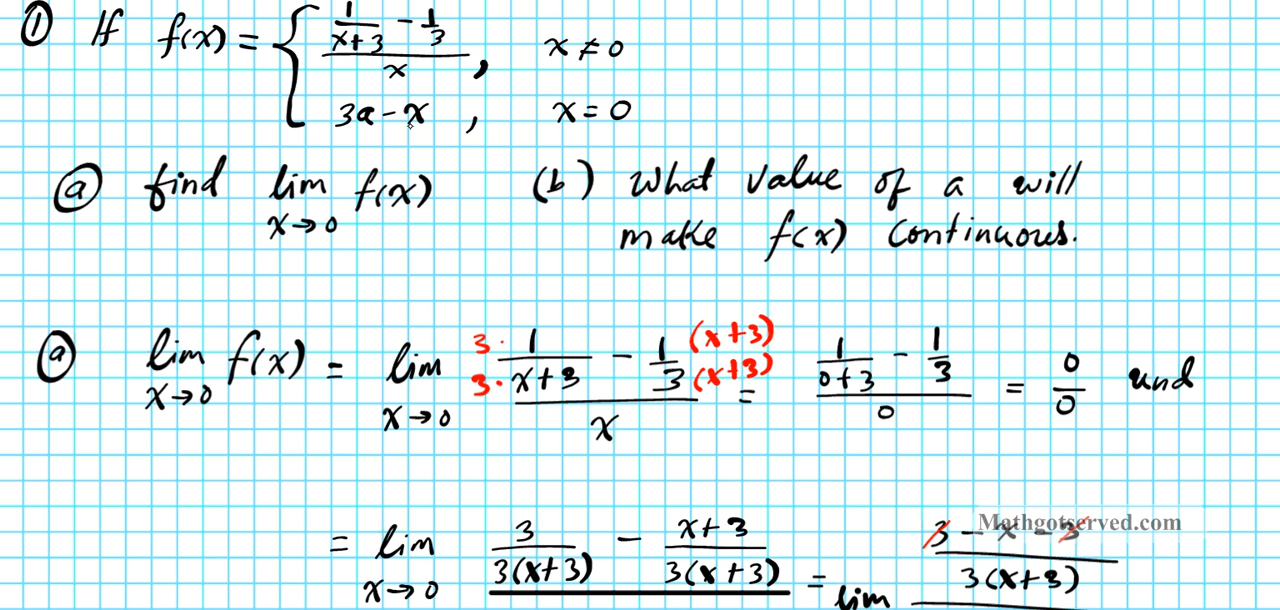 ① If f(x) = { (1/(x+3) - 1/3)/x , x ≠ 0
3a - x , x = 0
ⓐ find lim x→0 f(x) (b) What value of a will
make f(x) continuous.
ⓐ lim x→0 f(x) = lim x→0 (3·1/3·(x+3) - 1(x+3)/3(x+3))/x = (1/(0+3) - 1/3)/0 = 0/0 und
Mathgotserved.com
= lim x→0 3/(3(x+3)) - (x+3)/(3(x+3)) = lim (3 - x - 3)/(3(x+3))